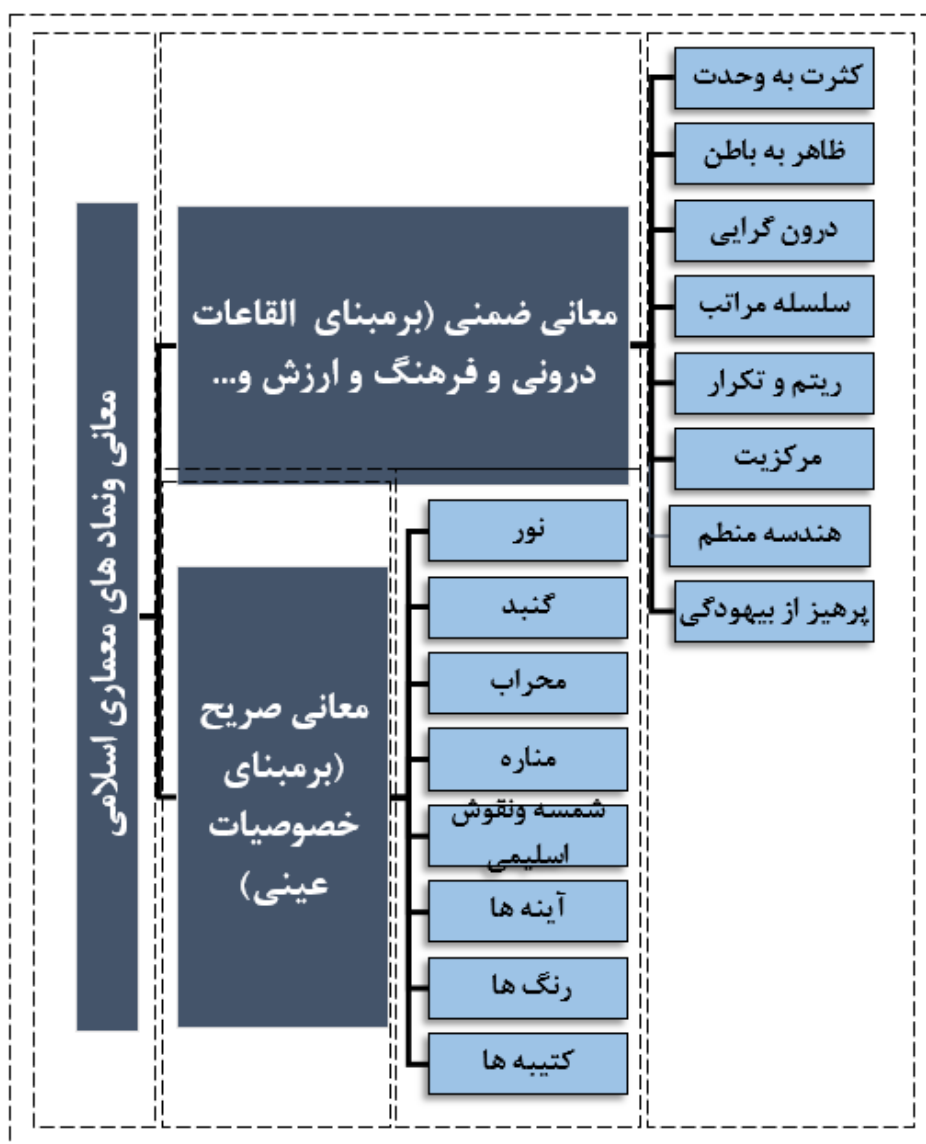 معانی ونماد های معماری اسلامی
معانی ضمنی (برمبنای القاعات
درونی و فرهنگ و ارزش و...
کثرت به وحدت
ظاهر به باطن
درون گرایی
سلسله مراتب
ریتم و تکرار
مرکزیت
هندسه منطم
پرهیز از بیهودگی
معانی صریح
(برمبنای
خصوصیات
عینی)
نور
گنبد
محراب
مناره
شمسه ونقوش
اسلیمی
آینه ها
رنگ ها
کتیبه ها